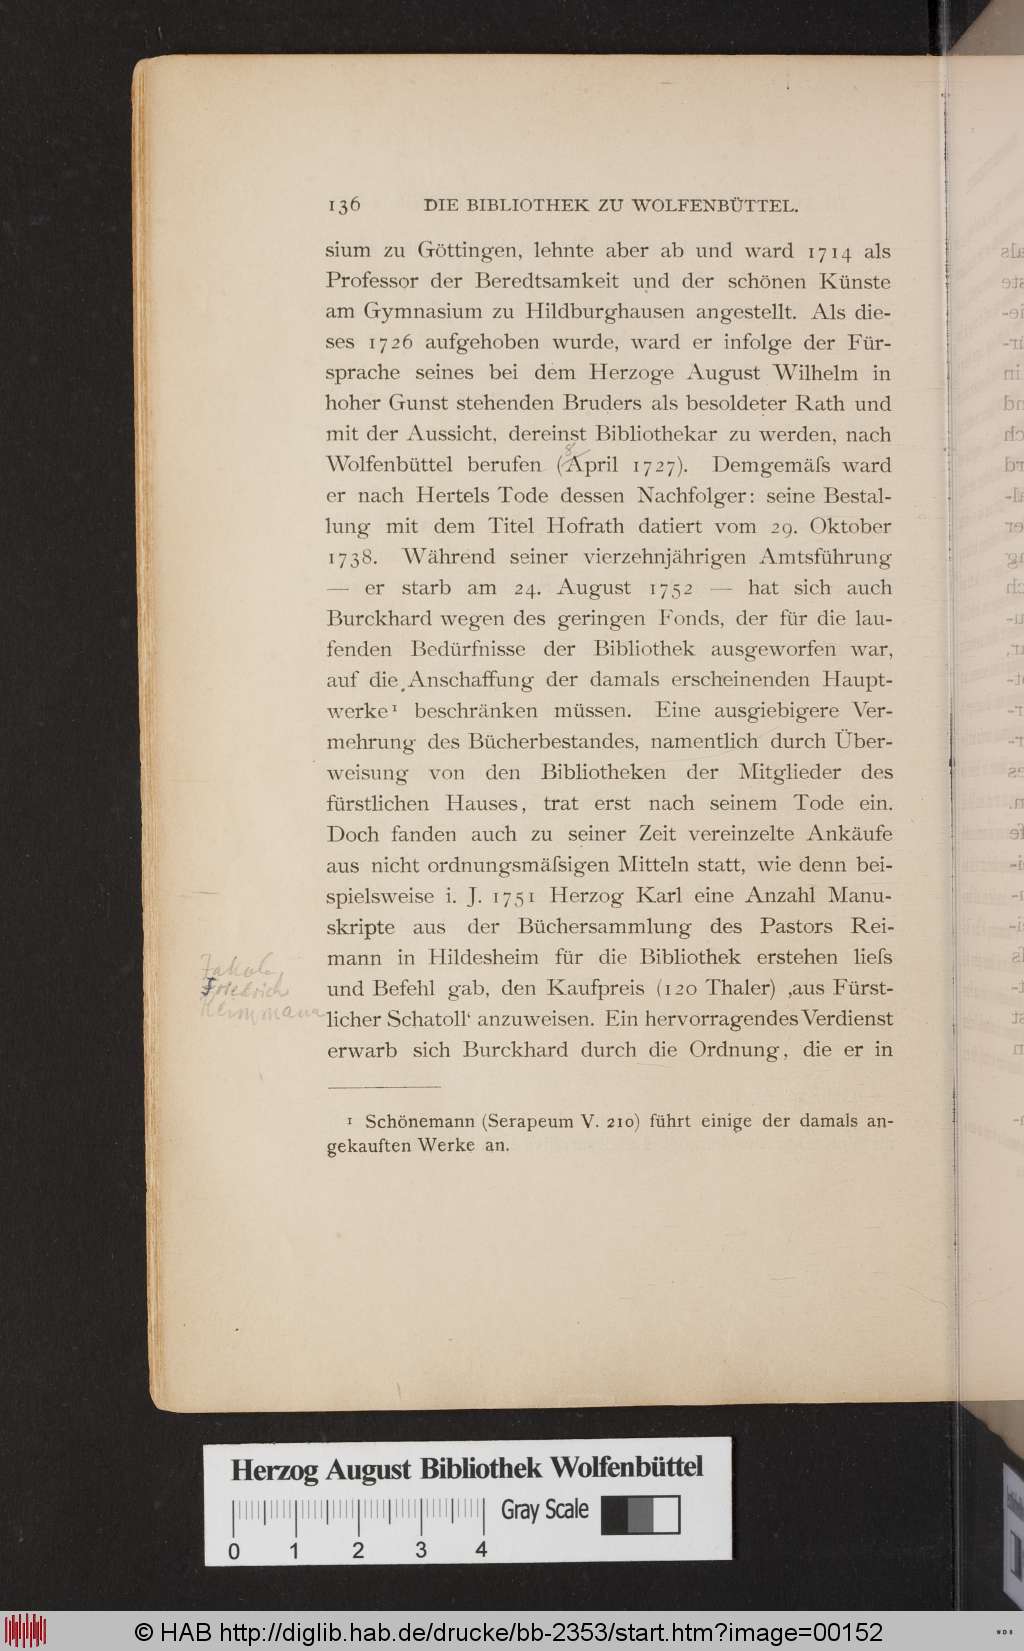 136 DIE BIBLIOTHEK ZU WOLFENBÜTTEL.
sium zu Göttingen, lehnte aber ab und ward 1714 als
Professor der Beredtsamkeit und der schönen Künste
am Gymnasium zu Hildburghausen angestellt. Als die-
ses 1726 aufgehoben wurde, ward er infolge der Für-
sprache seines bei dem Herzoge August Wilhelm in
hoher Gunst stehenden Bruders als besoldeter Rath und
mit der Aussicht, dereinst Bibliothekar zu werden, nach
Wolfenbüttel berufen (April 1727). Demgemäſs ward
er nach Hertels Tode dessen Nachfolger: seine Bestal-
lung mit dem Titel Hofrath datiert vom 29. Oktober
1738. Während seiner vierzehnjährigen Amtsführung
— er starb am 24. August 1752 — hat sich auch
Burckhard wegen des geringen Fonds, der für die lau-
fenden Bedürfnisse der Bibliothek ausgeworfen war,
auf die Anschaffung der damals erscheinenden Haupt-
werke¹ beschränken müssen. Eine ausgiebigere Ver-
mehrung des Bücherbestandes, namentlich durch Über-
weisung von den Bibliotheken der Mitglieder des
fürstlichen Hauses, trat erst nach seinem Tode ein.
Doch fanden auch zu seiner Zeit vereinzelte Ankäufe
aus nicht ordnungsmäſsigen Mitteln statt, wie denn bei-
spielsweise i. J. 1751 Herzog Karl eine Anzahl Manu-
skripte aus der Büchersammlung des Pastors Rei-
mann in Hildesheim für die Bibliothek erstehen lieſs
und Befehl gab, den Kaufpreis (120 Thaler) ‚aus Fürst-
licher Schatoll‘ anzuweisen. Ein hervorragendes Verdienst
erwarb sich Burckhard durch die Ordnung, die er in
Jakob
Friedrich
Reimmann
¹ Schönemann (Serapeum V. 210) führt einige der damals an-
gekauften Werke an.
Herzog August Bibliothek Wolfenbüttel
Gray Scale
0 1 2 3 4
© HAB http://diglib.hab.de/drucke/bb-2353/start.htm?image=00152